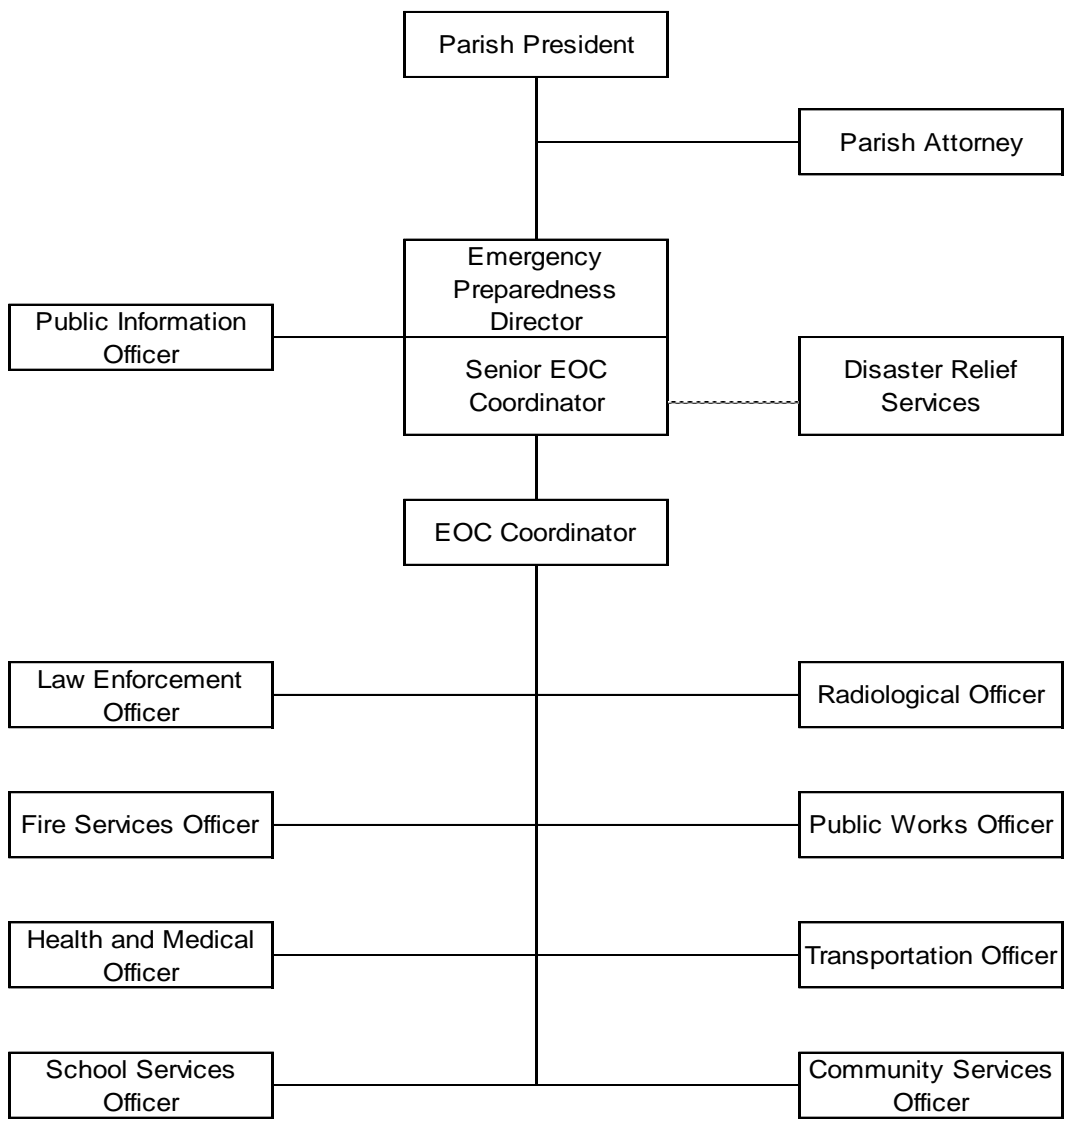 Parish President
Parish Attorney
Emergency
Preparedness
Director
Public Information
Officer
Senior EOC
Coordinator
Disaster Relief
Services
EOC Coordinator
Law Enforcement
Officer
Radiological Officer
Fire Services Officer
Public Works Officer
Health and Medical
Officer
Transportation Officer
School Services
Officer
Community Services
Officer